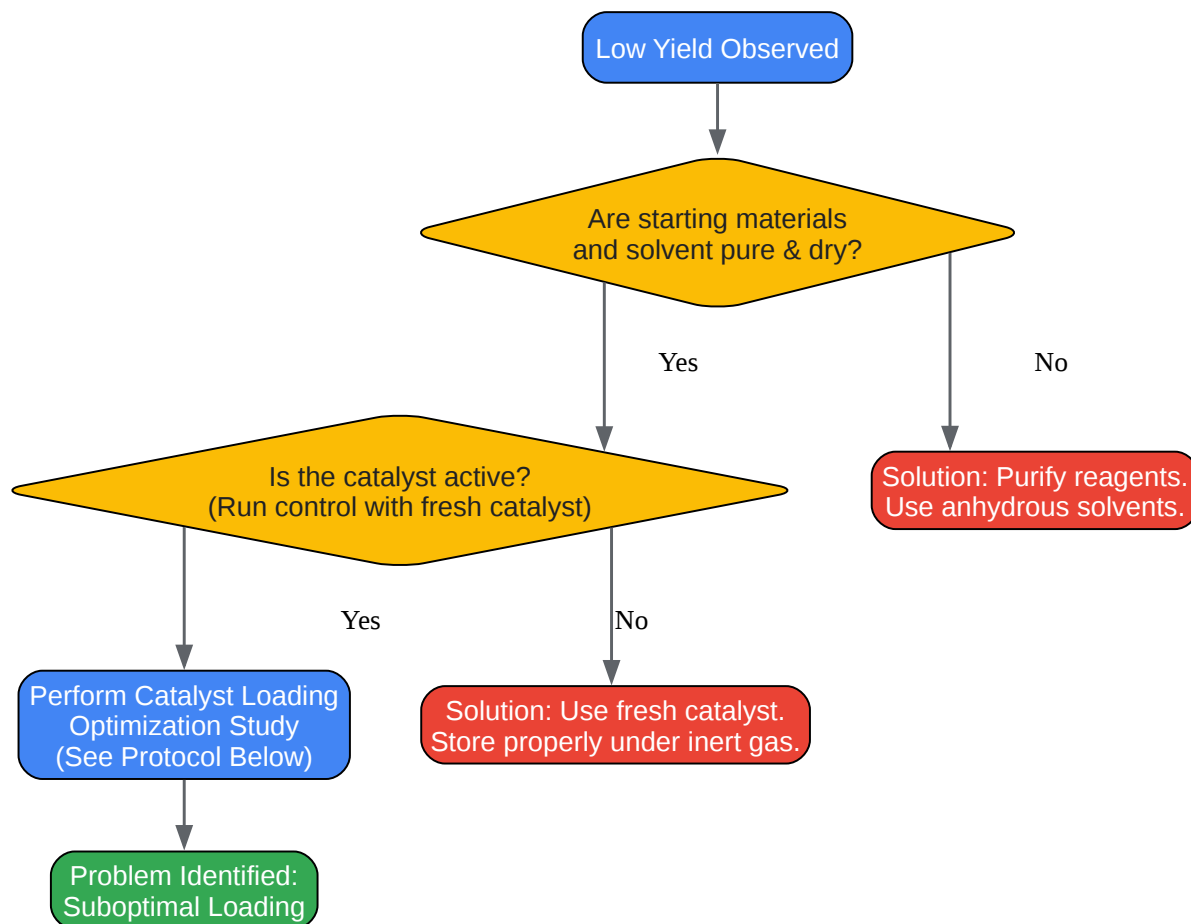 Low Yield Observed
Are starting materials
and solvent pure & dry?
Yes
No
Is the catalyst active?
(Run control with fresh catalyst)
Solution: Purify reagents.
Use anhydrous solvents.
Yes
No
Perform Catalyst Loading
Optimization Study
(See Protocol Below)
Solution: Use fresh catalyst.
Store properly under inert gas.
Problem Identified:
Suboptimal Loading